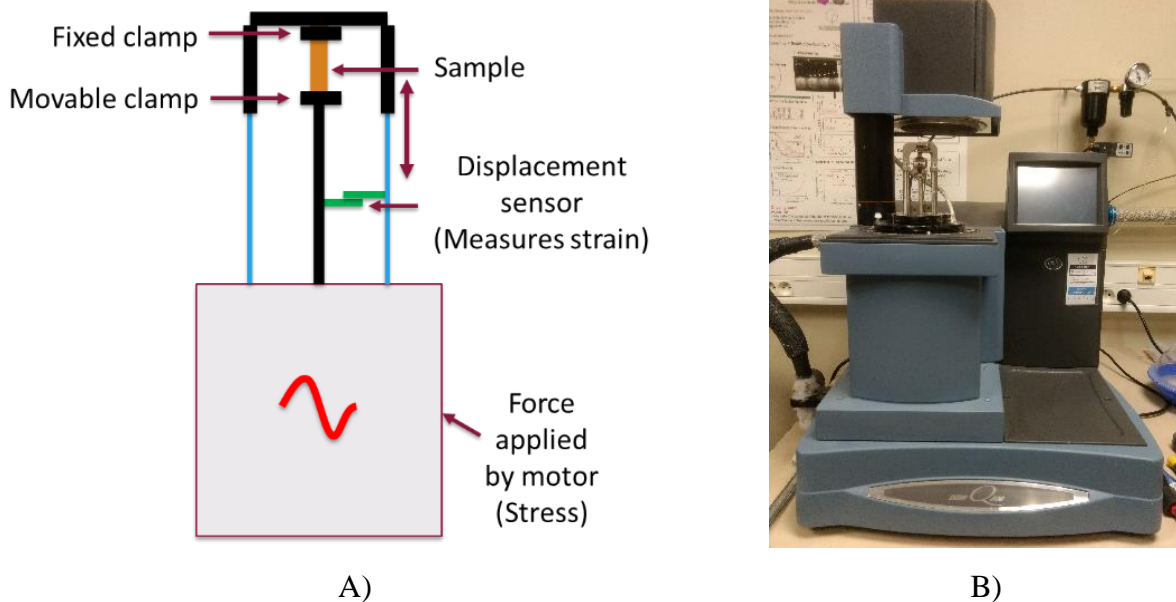 Fixed clamp
Sample
Movable clamp
Displacement
sensor
(Measures strain)
Force
applied
by motor
(Stress)
A)
B)